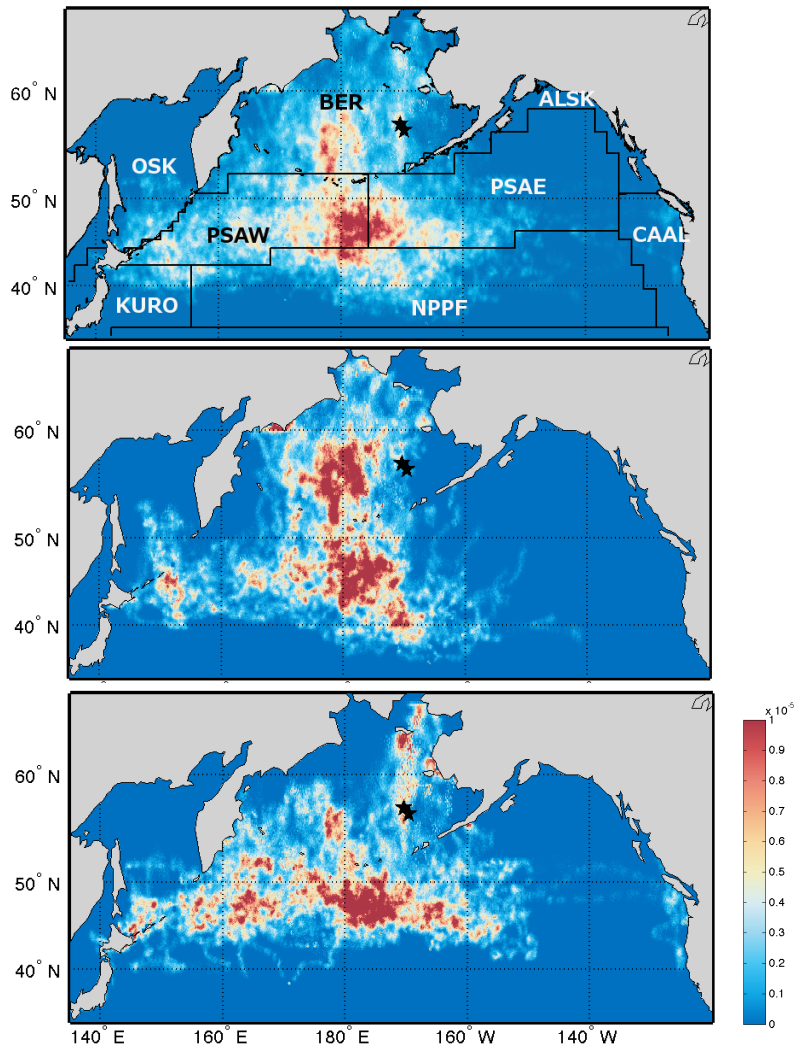 60° N
50° N
40° N
BER
ALSK
OSK
PSAE
PSAW
CAAL
KURO
NPPF
60° N
50° N
40° N
60° N
50° N
40° N
140° E
160° E
180° W
160° W
140° W
x 10⁻⁵
1
0.9
0.8
0.7
0.6
0.5
0.4
0.3
0.2
0.1
0